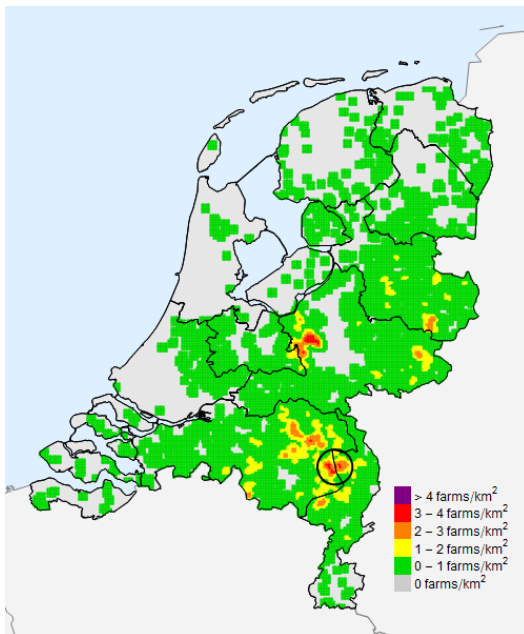 > 4 farms/km²
3 – 4 farms/km²
2 – 3 farms/km²
1 – 2 farms/km²
0 – 1 farms/km²
0 farms/km²